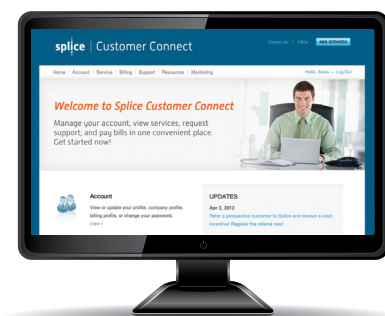 splice | Customer Connect
Contact Us | FAQs ADD SERVICES
Home | Account | Service | Billing | Support | Resources | Monitoring
Hello, Susie • Log Out
Welcome to Splice Customer Connect
Manage your account, view services, request
support, and pay bills in one convenient place.
Get started now!
Account
View or update your profile, company profile,
billing profile, or change your password.
view »
UPDATES
Apr 2, 2012
Refer a prospective customer to Splice and receive a cash
incentive! Register the referral now!